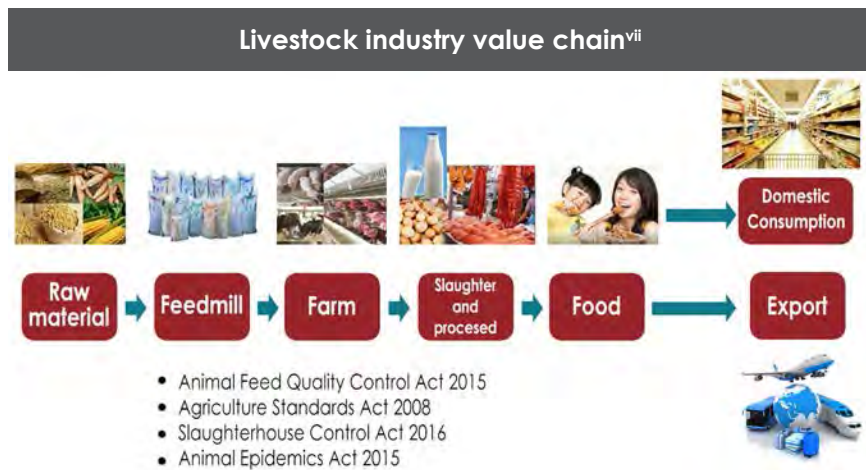 Livestock industry value chainvii
Domestic
Consumption
Raw
material
Feedmill
Farm
Slaughter
and
procesed
Food
Export
• Animal Feed Quality Control Act 2015
• Agriculture Standards Act 2008
• Slaughterhouse Control Act 2016
• Animal Epidemics Act 2015